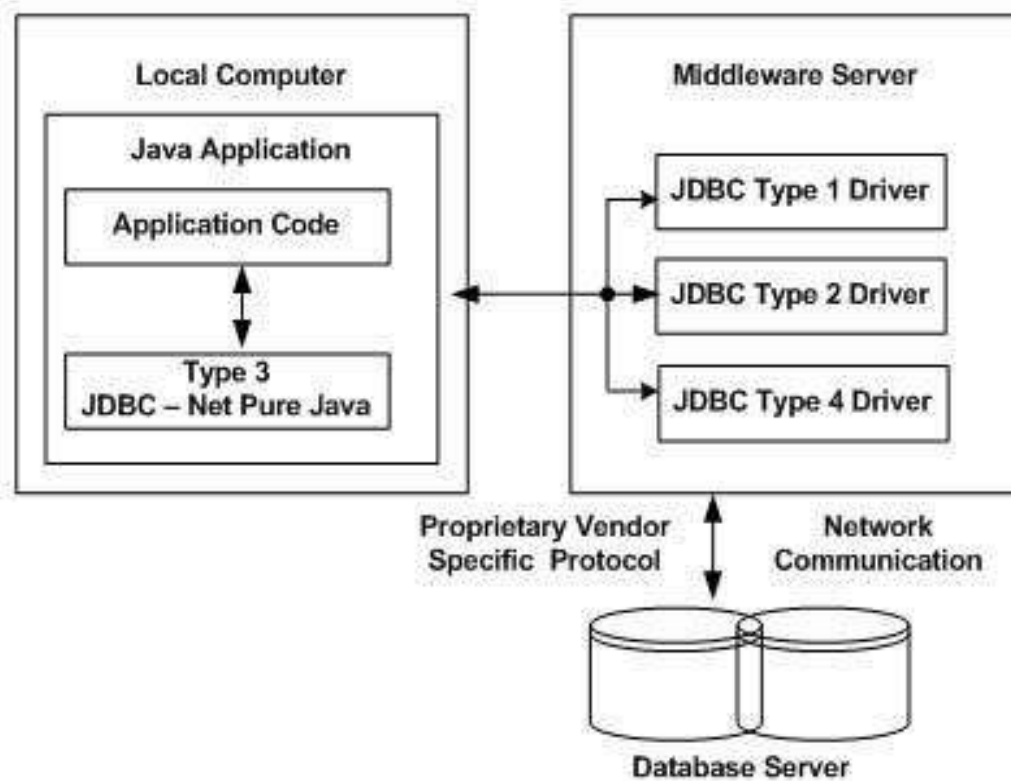 Local Computer
Java Application
Application Code
Type 3
JDBC – Net Pure Java
Middleware Server
JDBC Type 1 Driver
JDBC Type 2 Driver
JDBC Type 4 Driver
Proprietary Vendor
Specific Protocol
Network
Communication
Database Server